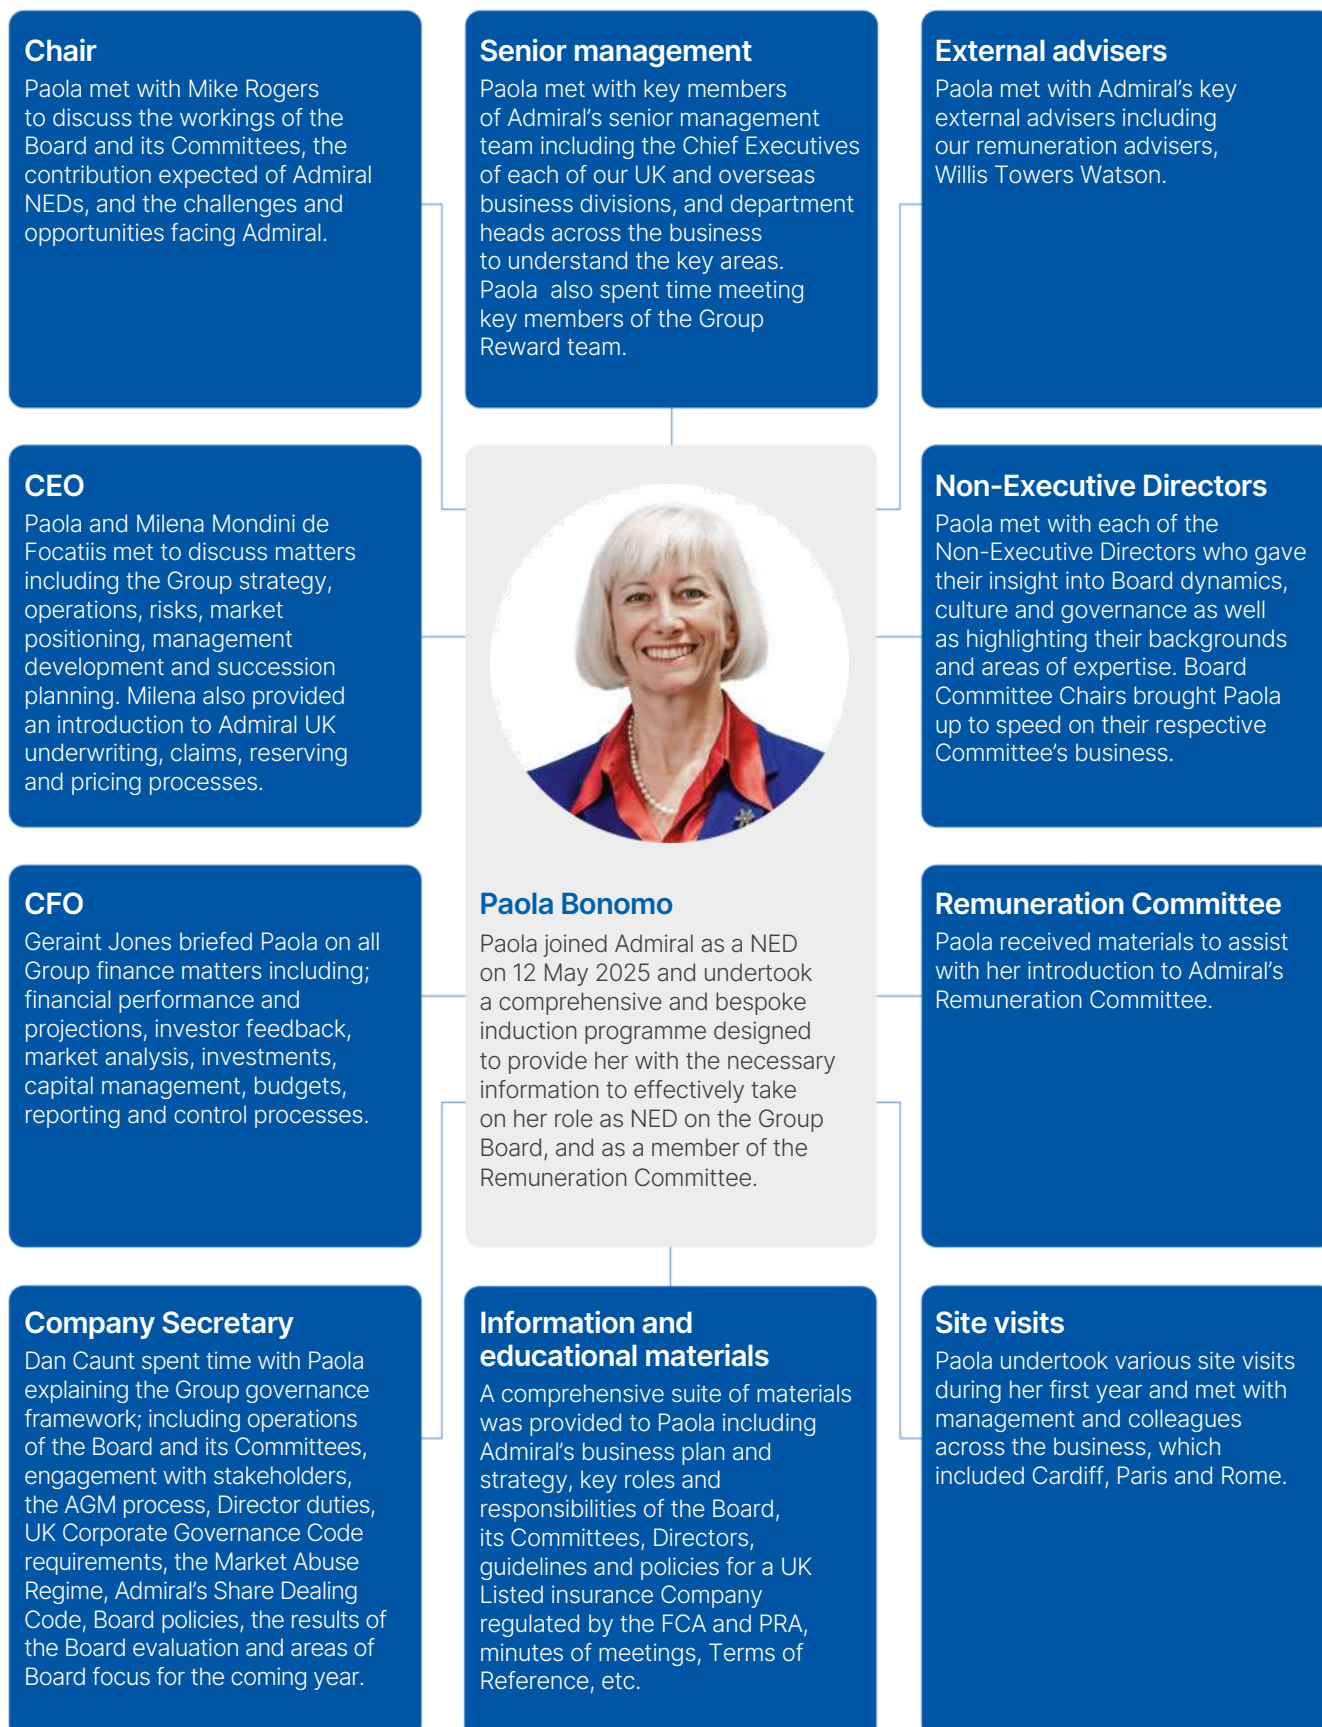 Chair
Paola met with Mike Rogers
to discuss the workings of the
Board and its Committees, the
contribution expected of Admiral
NEDs, and the challenges and
opportunities facing Admiral.
Senior management
Paola met with key members
of Admiral’s senior management
team including the Chief Executives
of each of our UK and overseas
business divisions, and department
heads across the business
to understand the key areas.
Paola also spent time meeting
key members of the Group
Reward team.
External advisers
Paola met with Admiral’s key
external advisers including
our remuneration advisers,
Willis Towers Watson.
CEO
Paola and Milena Mondini de
Focatiis met to discuss matters
including the Group strategy,
operations, risks, market
positioning, management
development and succession
planning. Milena also provided
an introduction to Admiral UK
underwriting, claims, reserving
and pricing processes.
Non-Executive Directors
Paola met with each of the
Non-Executive Directors who gave
their insight into Board dynamics,
culture and governance as well
as highlighting their backgrounds
and areas of expertise. Board
Committee Chairs brought Paola
up to speed on their respective
Committee’s business.
CFO
Geraint Jones briefed Paola on all
Group finance matters including;
financial performance and
projections, investor feedback,
market analysis, investments,
capital management, budgets,
reporting and control processes.
Paola Bonomo
Paola joined Admiral as a NED
on 12 May 2025 and undertook
a comprehensive and bespoke
induction programme designed
to provide her with the necessary
information to effectively take
on her role as NED on the Group
Board, and as a member of the
Remuneration Committee.
Remuneration Committee
Paola received materials to assist
with her introduction to Admiral’s
Remuneration Committee.
Company Secretary
Dan Caunt spent time with Paola
explaining the Group governance
framework; including operations
of the Board and its Committees,
engagement with stakeholders,
the AGM process, Director duties,
UK Corporate Governance Code
requirements, the Market Abuse
Regime, Admiral’s Share Dealing
Code, Board policies, the results of
the Board evaluation and areas of
Board focus for the coming year.
Information and
educational materials
A comprehensive suite of materials
was provided to Paola including
Admiral’s business plan and
strategy, key roles and
responsibilities of the Board,
its Committees, Directors,
guidelines and policies for a UK
Listed insurance Company
regulated by the FCA and PRA,
minutes of meetings, Terms of
Reference, etc.
Site visits
Paola undertook various site visits
during her first year and met with
management and colleagues
across the business, which
included Cardiff, Paris and Rome.